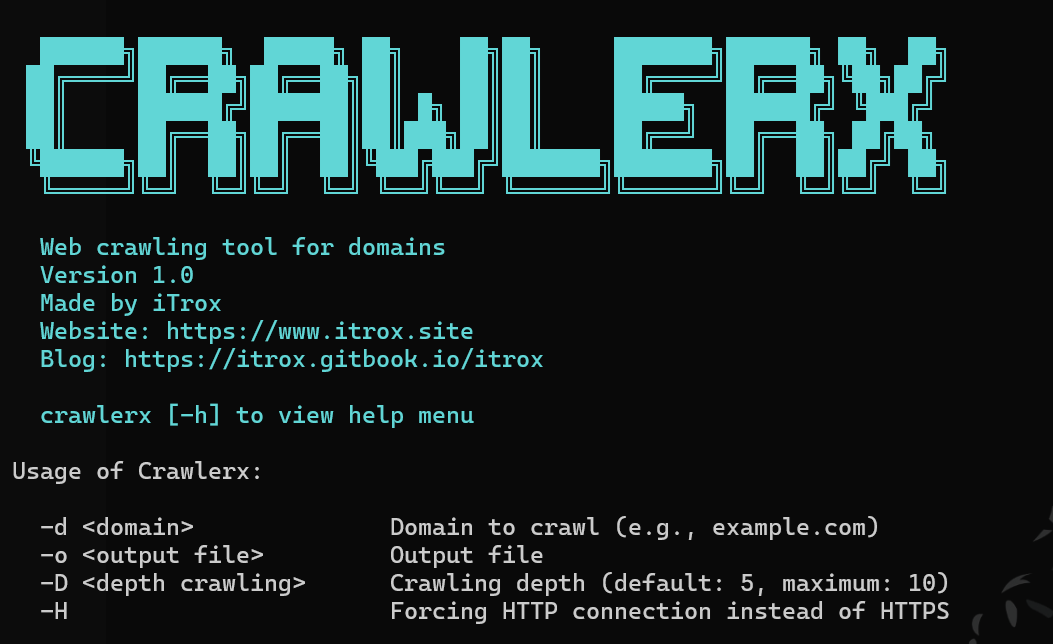 CRAWLERX
Web crawling tool for domains
Version 1.0
Made by iTrox
Website: https://www.itrox.site
Blog: https://itrox.gitbook.io/itrox
crawlerx [-h] to view help menu
Usage of Crawlerx:
-d <domain> Domain to crawl (e.g., example.com)
-o <output file> Output file
-D <depth crawling> Crawling depth (default: 5, maximum: 10)
-H Forcing HTTP connection instead of HTTPS